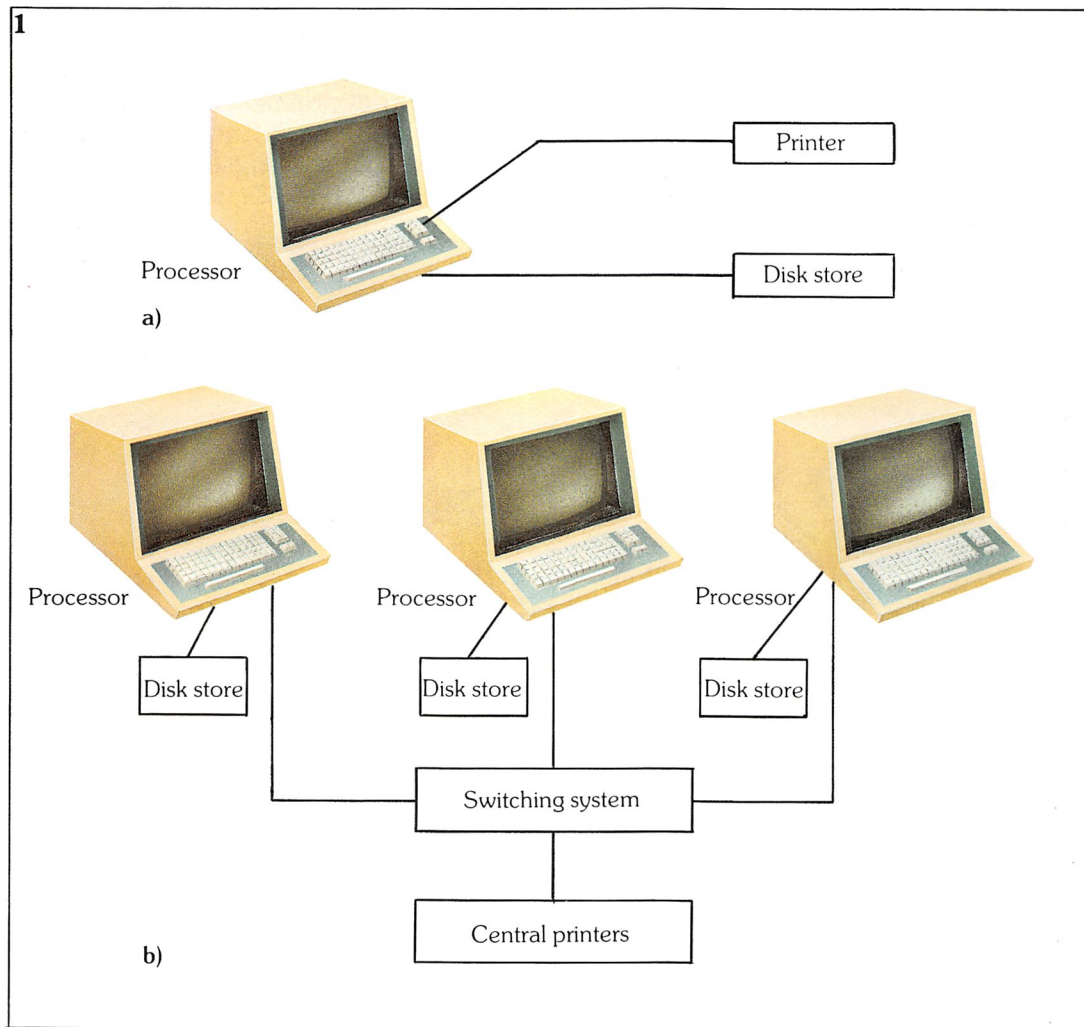 1
Printer
Processor
Disk store
a)
Processor
Processor
Processor
Disk store
Disk store
Disk store
Switching system
Central printers
b)